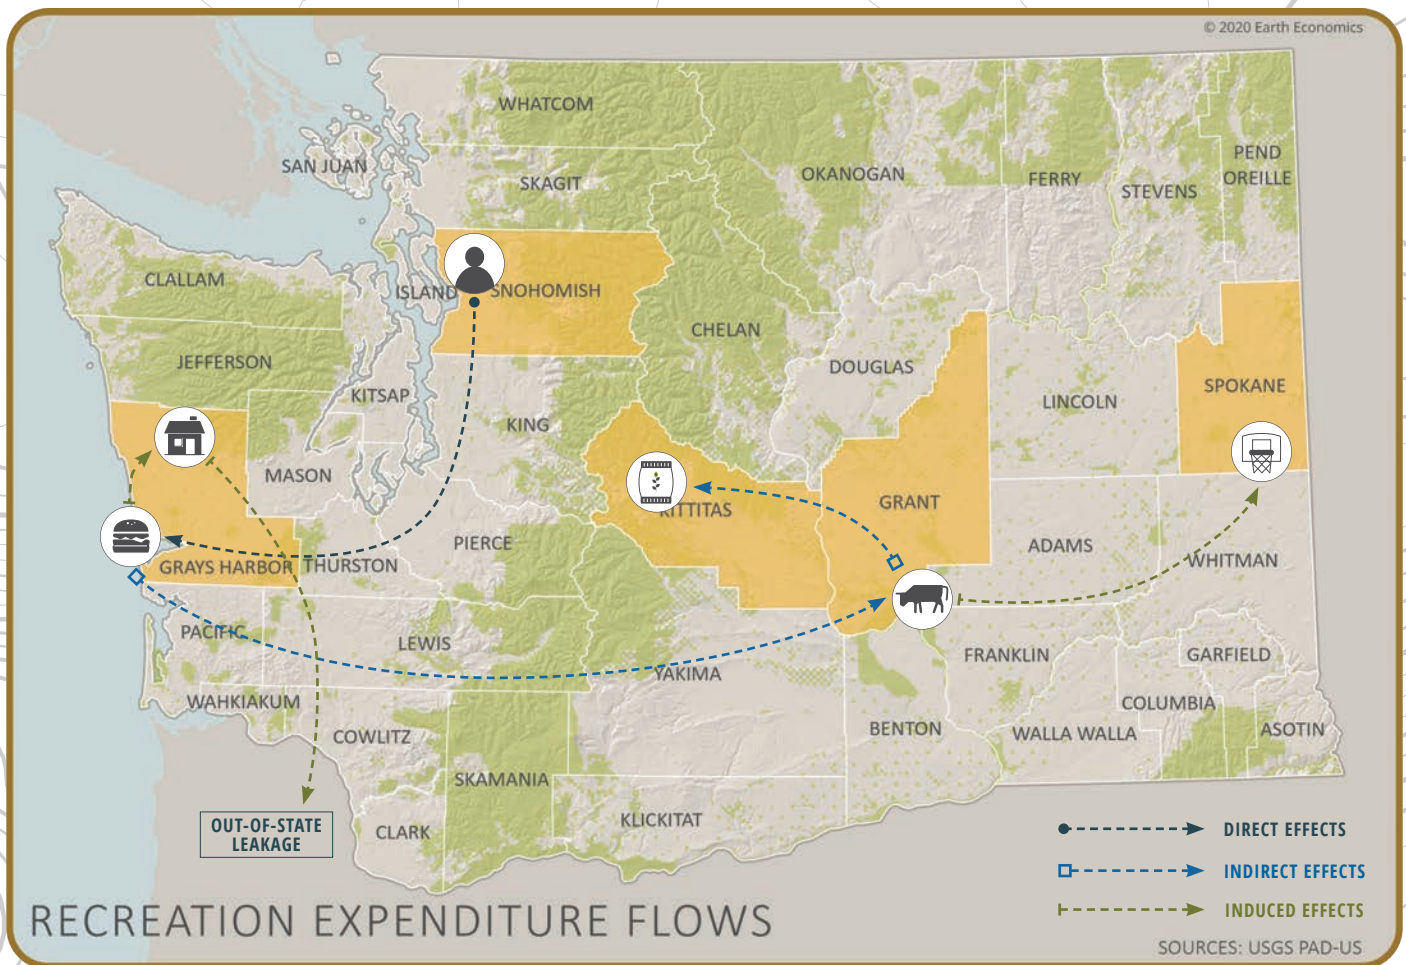 © 2020 Earth Economics
WHATCOM
SAN JUAN
SKAGIT
OKANOGAN
FERRY
STEVENS
PEND
OREILLE
CLALLAM
ISLAND
SNOHOMISH
CHELAN
JEFFERSON
KITSAP
DOUGLAS
SPOKANE
LINCOLN
KING
MASON
KITTITAS
GRANT
PIERCE
ADAMS
WHITMAN
GRAYS HARBOR
THURSTON
PACIFIC
LEWIS
YAKIMA
FRANKLIN
GARFIELD
WAHKIAKUM
COWLITZ
BENTON
COLUMBIA
WALLA WALLA
ASOTIN
SKAMANIA
KLICKITAT
CLARK
OUT-OF-STATE
LEAKAGE
DIRECT EFFECTS
INDIRECT EFFECTS
INDUCED EFFECTS
RECREATION EXPENDITURE FLOWS
SOURCES: USGS PAD-US